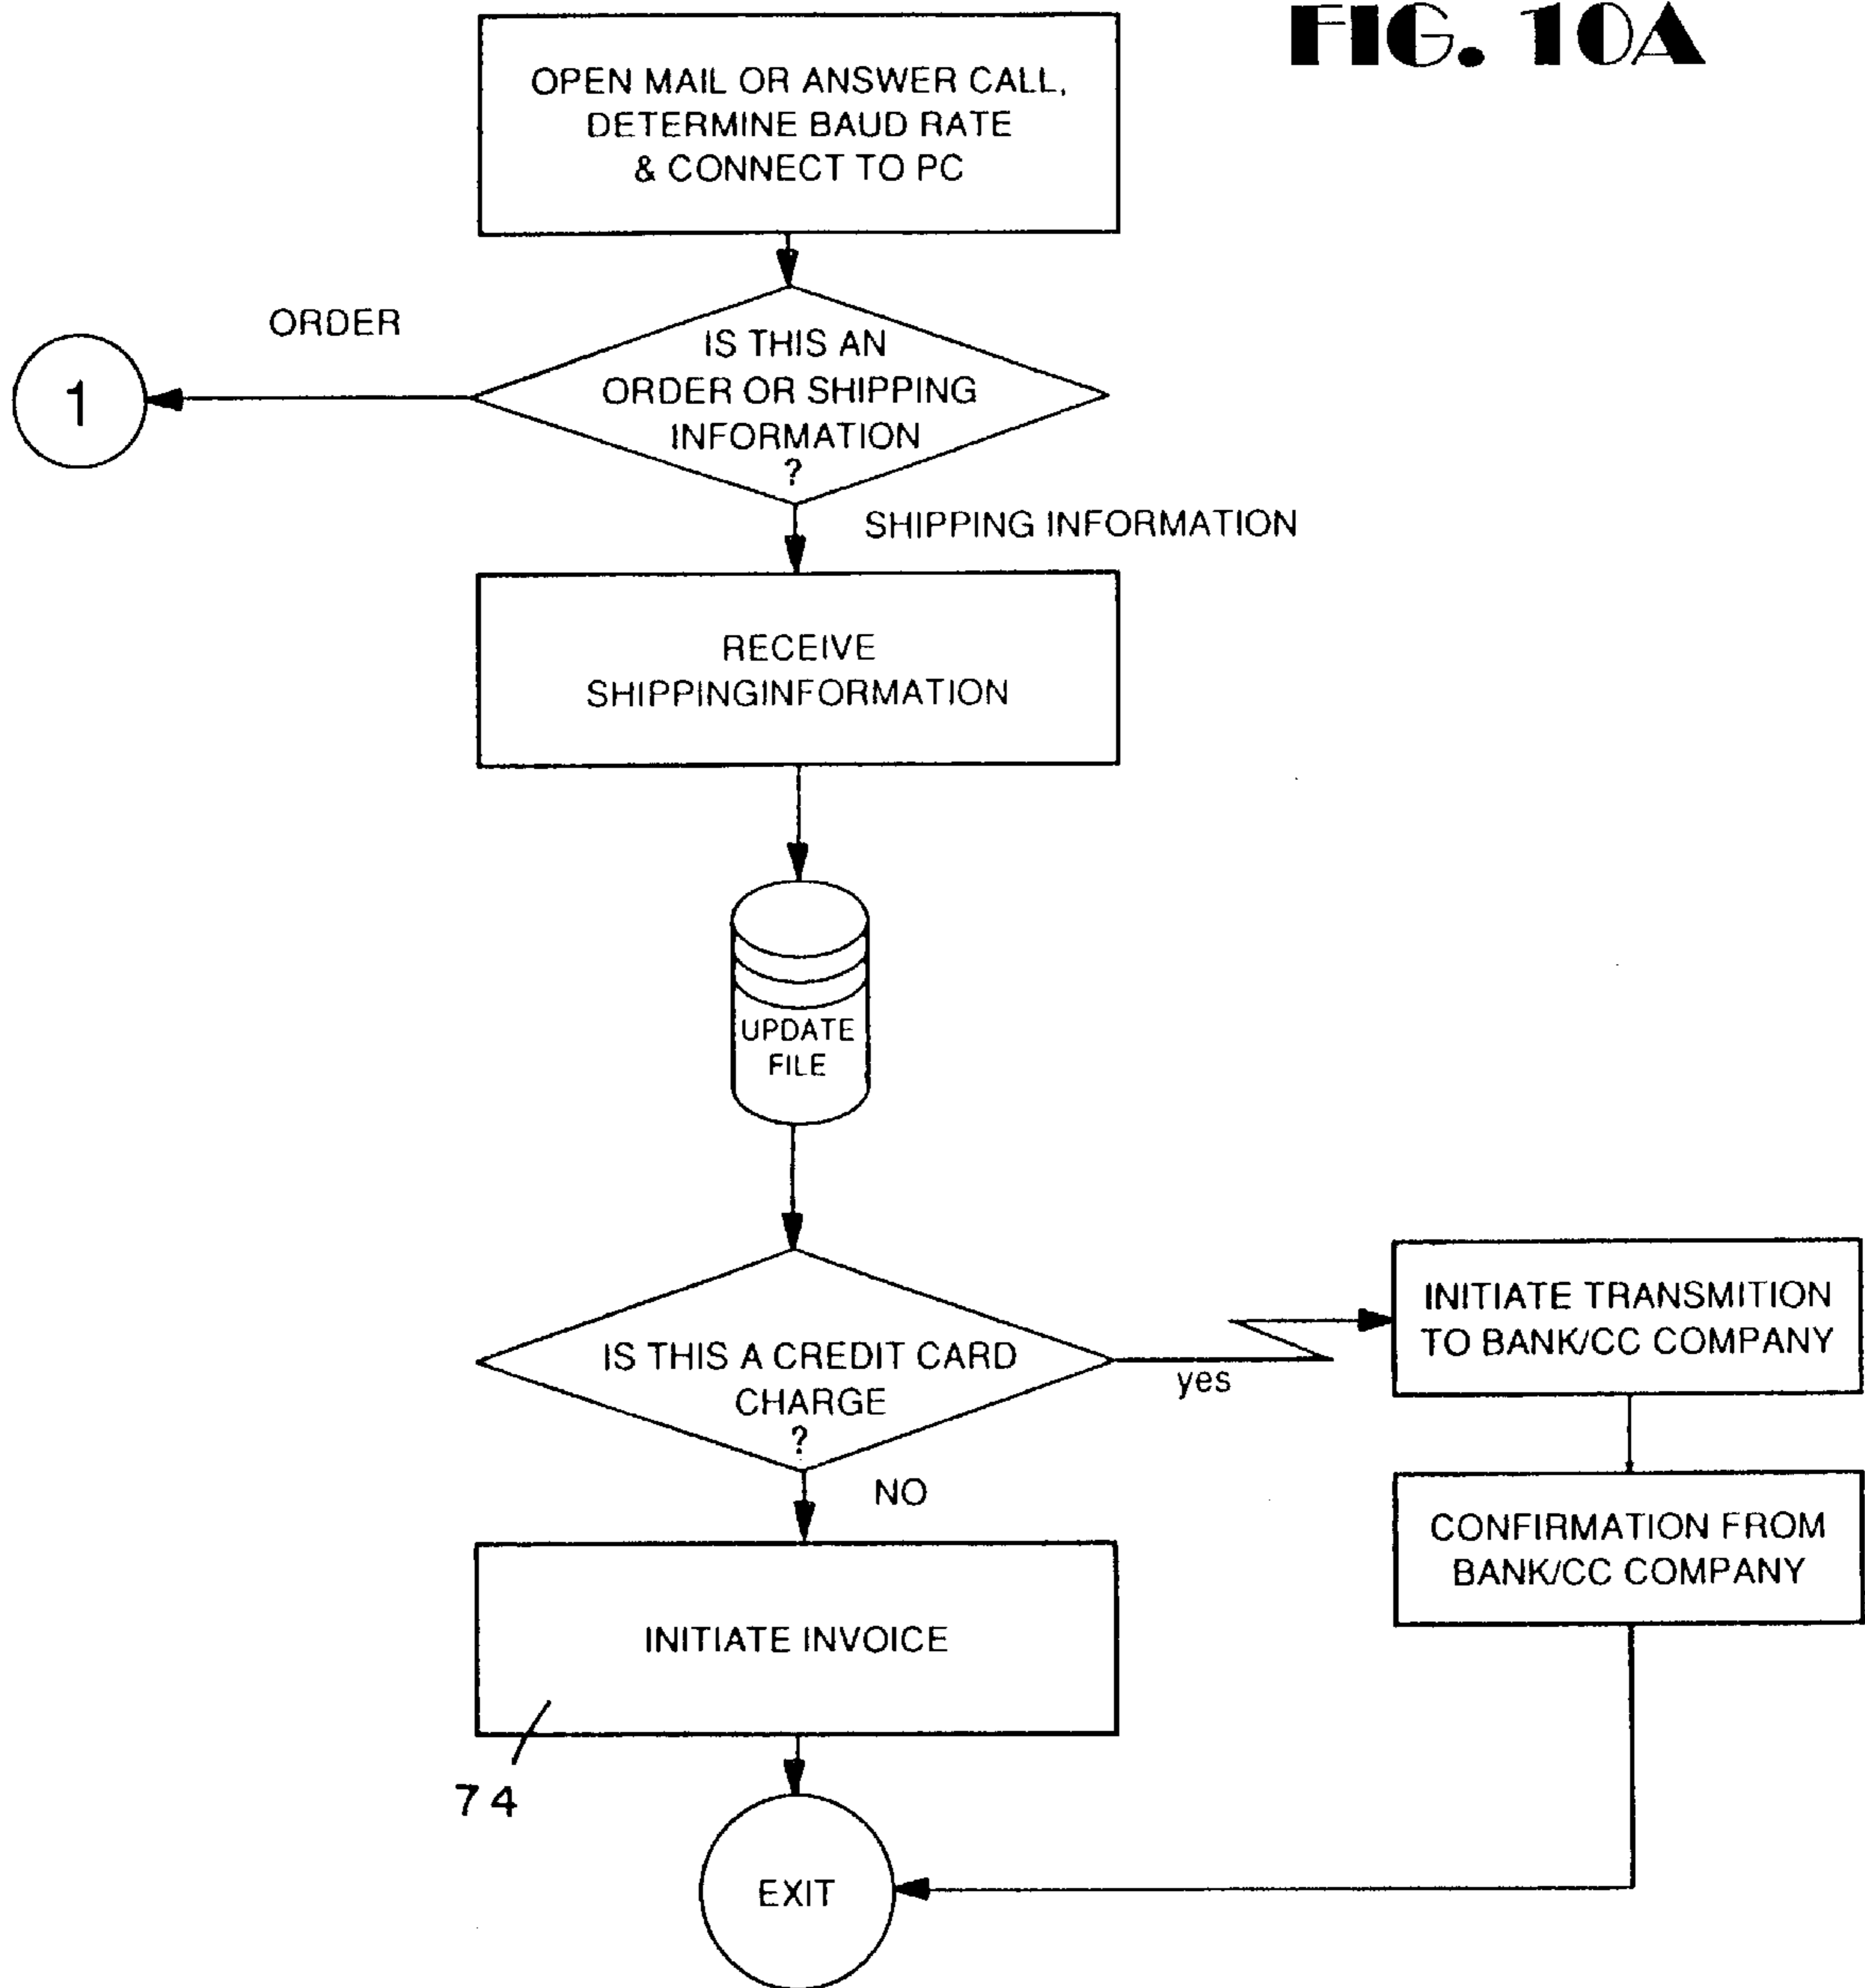 FIG. 10A
OPEN MAIL OR ANSWER CALL,
DETERMINE BAUD RATE
& CONNECT TO PC
ORDER
1
IS THIS AN
ORDER OR SHIPPING
INFORMATION
?
SHIPPING INFORMATION
RECEIVE
SHIPPINGINFORMATION
UPDATE
FILE
IS THIS A CREDIT CARD
CHARGE
?
yes
INITIATE TRANSMITION
TO BANK/CC COMPANY
NO
CONFIRMATION FROM
BANK/CC COMPANY
INITIATE INVOICE
74
EXIT